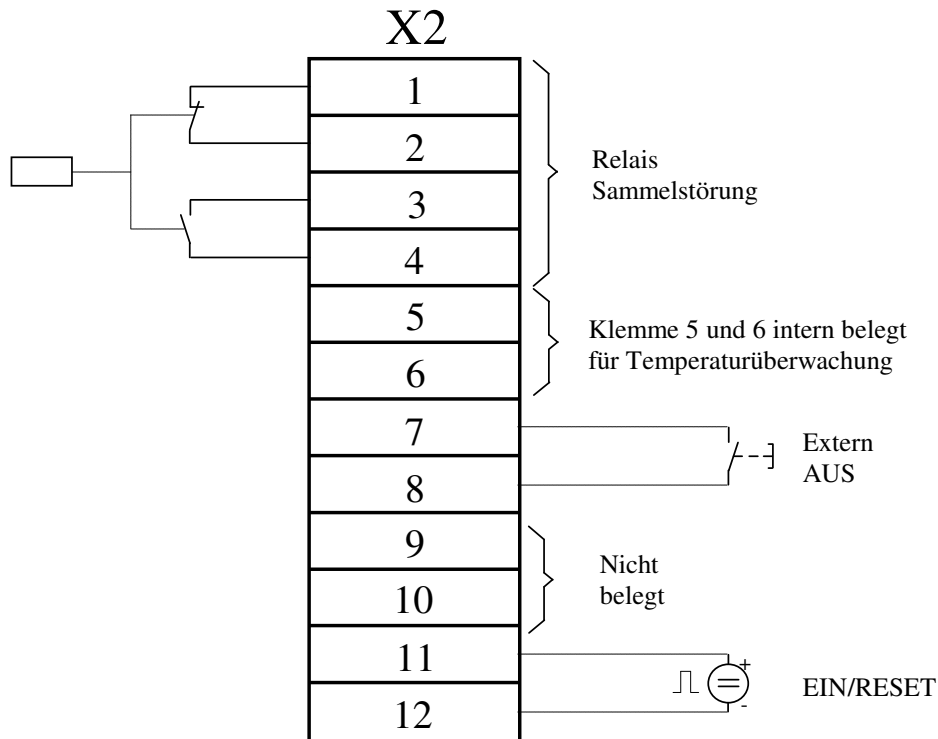 X2
1
2
3
4
5
6
7
8
9
10
11
12
Relais
Sammelstörung
Klemme 5 und 6 intern belegt
für Temperaturüberwachung
Extern
AUS
Nicht
belegt
+
-
EIN/RESET